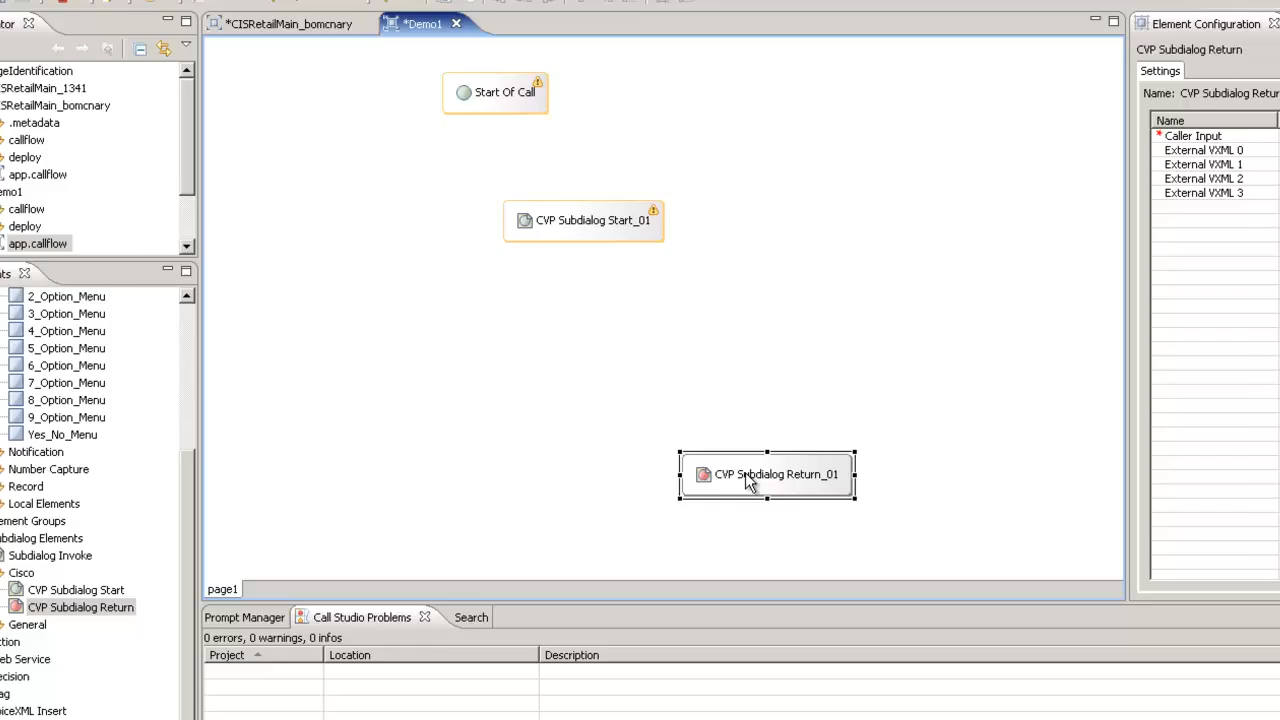 ator
*CISRetailMain_bomcnary
*Demo1
Element Configuration
CVP Subdialog Return
Settings
Name: CVP Subdialog Retur
Name
* Caller Input
External VXML 0
External VXML 1
External VXML 2
External VXML 3
geIdentification
ISRetailMain_1341
ISRetailMain_bomcnary
.metadata
callflow
deploy
app.callflow
emo1
callflow
deploy
app.callflow
Start Of Call
CVP Subdialog Start_01
CVP Subdialog Return_01
page1
nts
2_Option_Menu
3_Option_Menu
4_Option_Menu
5_Option_Menu
6_Option_Menu
7_Option_Menu
8_Option_Menu
9_Option_Menu
Yes_No_Menu
Notification
Number Capture
Record
Local Elements
ement Groups
ubdialog Elements
Subdialog Invoke
Cisco
CVP Subdialog Start
CVP Subdialog Return
General
ction
eb Service
ecision
ag
oiceXML Insert
Prompt Manager
Call Studio Problems
Search
0 errors, 0 warnings, 0 infos
Project
Location
Description